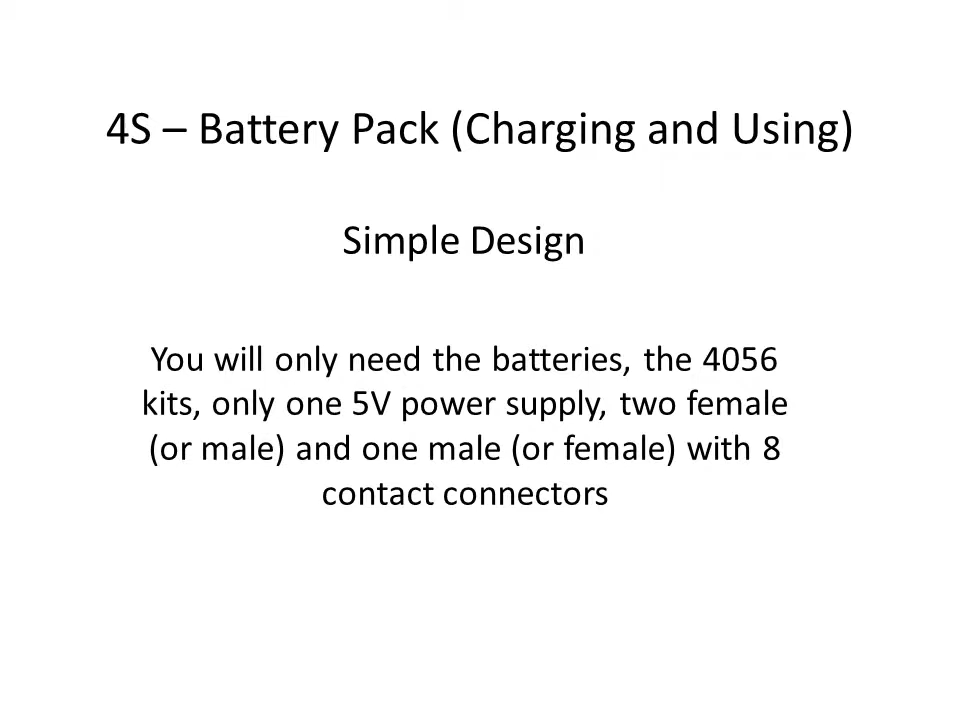 4S – Battery Pack (Charging and Using)
Simple Design
You will only need the batteries, the 4056
kits, only one 5V power supply, two female
(or male) and one male (or female) with 8
contact connectors